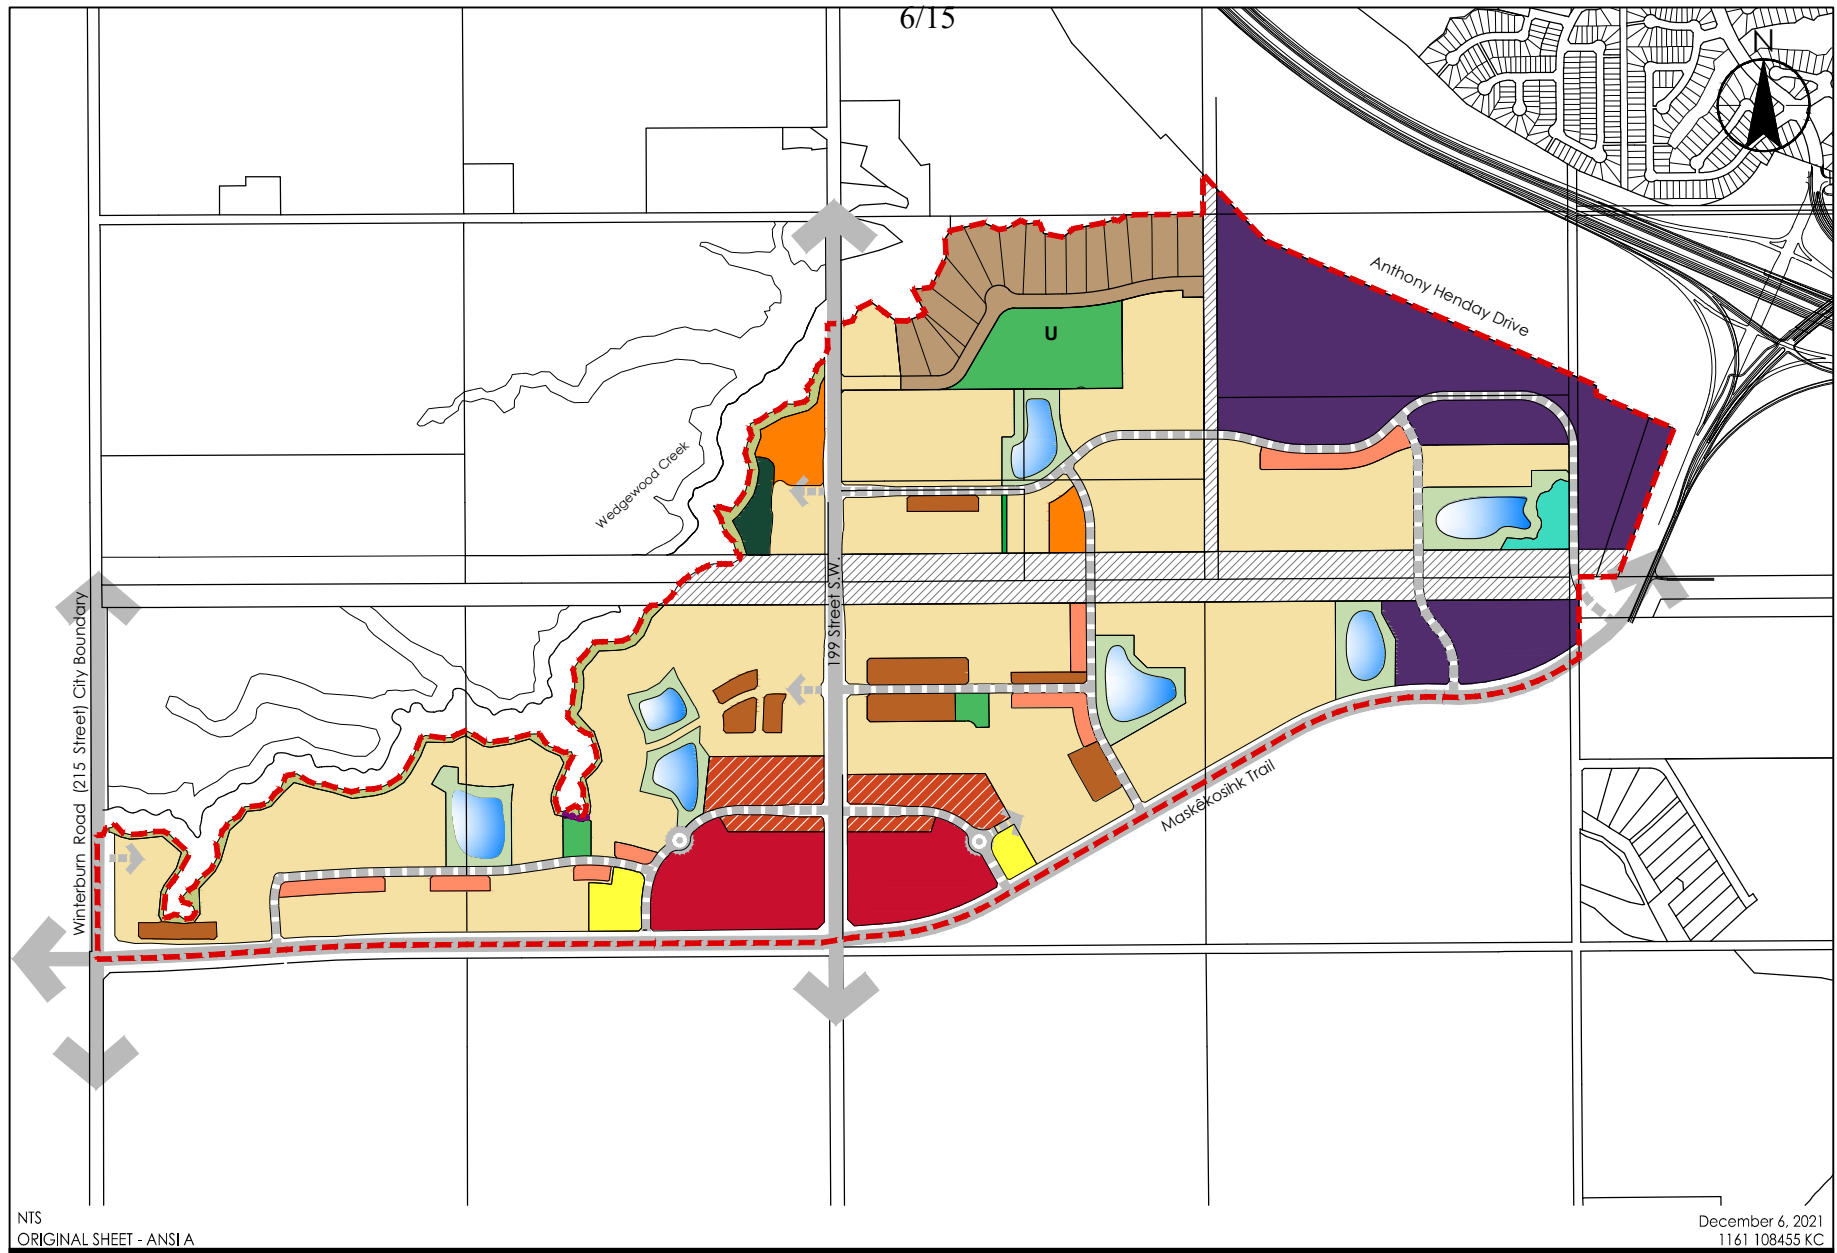 6/15
N
Anthony Henday Drive
U
Wedgewood Creek
199 Street S.W.
Winterburn Road (215 Street) City Boundary
Maskêkosihk Trail
NTS
ORIGINAL SHEET - ANSI A
December 6, 2021
1161 108455 KC